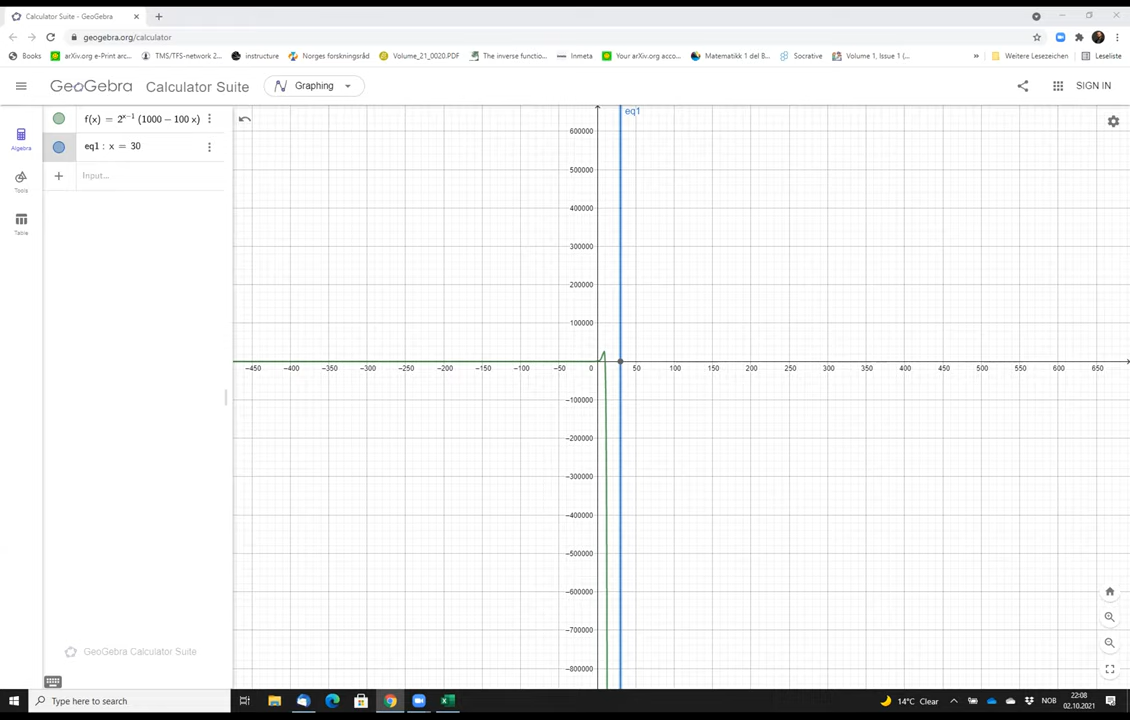 Calculator Suite - GeoGebra
geogebra.org/calculator
Books
arXiv.org e-Print arc...
TMS/TFS-network 2...
instructure
Norges forskningsråd
Volume_21_0020.PDF
The inverse functio...
Inmeta
Your arXiv.org acco...
Matematikk 1 del B...
Socrative
Volume 1, Issue 1 (...
»
Weitere Lesezeichen
Leseliste
GeoGebra Calculator Suite
Graphing
SIGN IN
Algebra
Tools
Table
f(x) = 2^{x−1} (1000 − 100 x)
eq1 : x = 30
Input...
GeoGebra Calculator Suite
eq1
600000
500000
400000
300000
200000
100000
−450 −400 −350 −300 −250 −200 −150 −100 −50 0 50 100 150 200 250 300 350 400 450 500 550 600 650
−100000
−200000
−300000
−400000
−500000
−600000
−700000
−800000
Type here to search
14°C Clear
NOB
22:08
02.10.2021